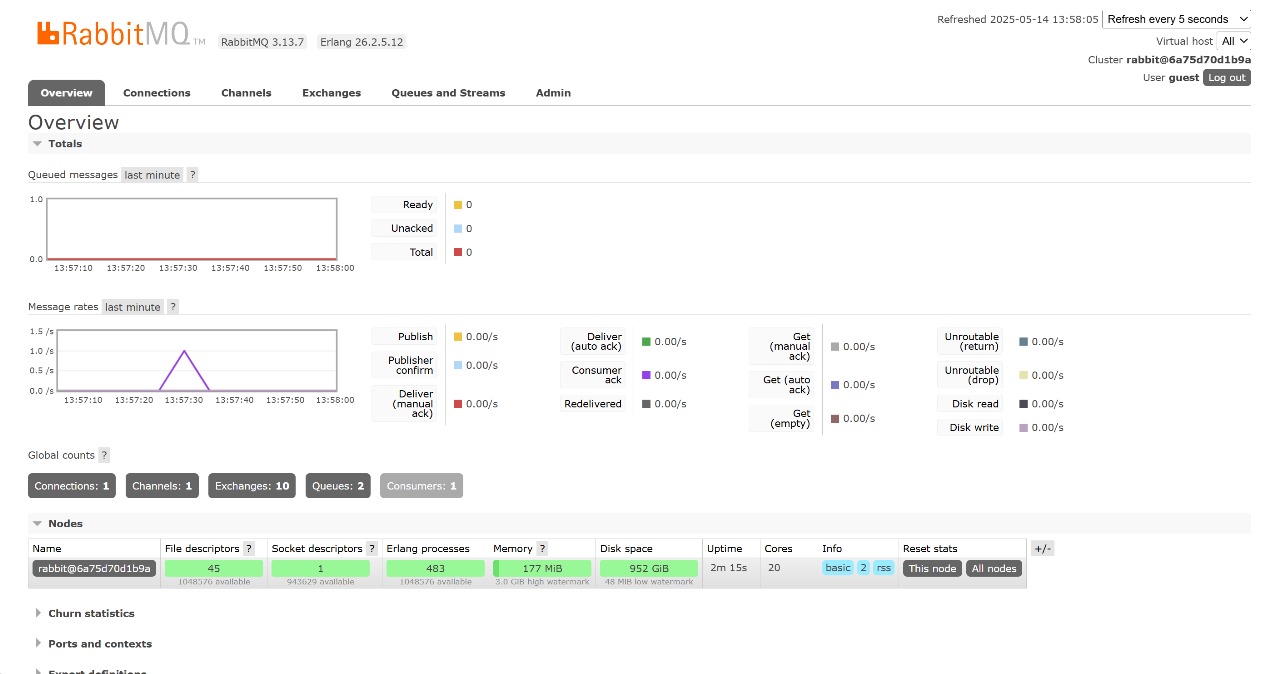 RabbitMQ TM RabbitMQ 3.13.7 Erlang 26.2.5.12
Refreshed 2025-05-14 13:58:05 Refresh every 5 seconds
Virtual host All
Cluster rabbit@6a75d70d1b9a
User guest Log out
Overview Connections Channels Exchanges Queues and Streams Admin
Overview
Totals
Queued messages last minute ?
1.0
0.0
13:57:10 13:57:20 13:57:30 13:57:40 13:57:50 13:58:00
Ready 0
Unacked 0
Total 0
Message rates last minute ?
1.5 /s
1.0 /s
0.5 /s
0.0 /s
13:57:10 13:57:20 13:57:30 13:57:40 13:57:50 13:58:00
Publish 0.00/s
Publisher
confirm 0.00/s
Deliver
(manual
ack) 0.00/s
Deliver
(auto ack) 0.00/s
Consumer
ack 0.00/s
Redelivered 0.00/s
Get
(manual
ack) 0.00/s
Get (auto
ack) 0.00/s
Get
(empty) 0.00/s
Unroutable
(return) 0.00/s
Unroutable
(drop) 0.00/s
Disk read 0.00/s
Disk write 0.00/s
Global counts ?
Connections: 1 Channels: 1 Exchanges: 10 Queues: 2 Consumers: 1
Nodes
Name File descriptors ? Socket descriptors ? Erlang processes Memory ? Disk space Uptime Cores Info Reset stats +/-
rabbit@6a75d70d1b9a 45 1 483 177 MiB 952 GiB 2m 15s 20 basic 2 rss This node All nodes
1048576 available 943629 available 1048576 available 3.0 GiB high watermark 48 MiB low watermark
Churn statistics
Ports and contexts
Export definitions